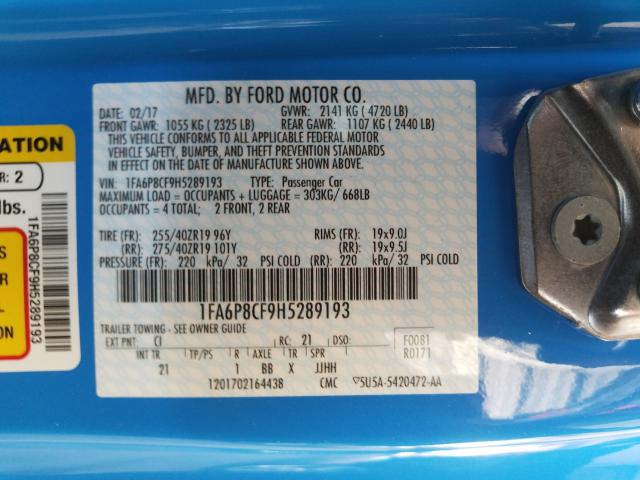 MFD. BY FORD MOTOR CO.
DATE: 02/17 GVWR: 2141 KG ( 4720 LB)
FRONT GAWR: 1055 KG ( 2325 LB) REAR GAWR: 1107 KG ( 2440 LB)
THIS VEHICLE CONFORMS TO ALL APPLICABLE FEDERAL MOTOR
VEHICLE SAFETY, BUMPER, AND THEFT PREVENTION STANDARDS
IN EFFECT ON THE DATE OF MANUFACTURE SHOWN ABOVE.
VIN: 1FA6P8CF9H5289193 TYPE: Passenger Car
MAXIMUM LOAD = OCCUPANTS + LUGGAGE = 303KG/ 668LB
OCCUPANTS = 4 TOTAL; 2 FRONT, 2 REAR
TIRE (FR): 255/40ZR19 96Y RIMS (FR): 19x9.0J
(RR): 275/40ZR19 101Y (RR): 19x9.5J
PRESSURE (FR): 220 kPa/ 32 PSI COLD (RR): 220 kPa/ 32 PSI COLD
1FA6P8CF9H5289193
TRAILER TOWING - SEE OWNER GUIDE
EXT PNT: CI RC: 21 DSO: F0081
R0171
INT TR TP/PS R AXLE TR SPR
21 1 BB X JJHH
1201702164438 CMC 5U5A-5420472-AA
ATION
R: 2
lbs.
ER
R
ION
1FA6P8CF9H5289193